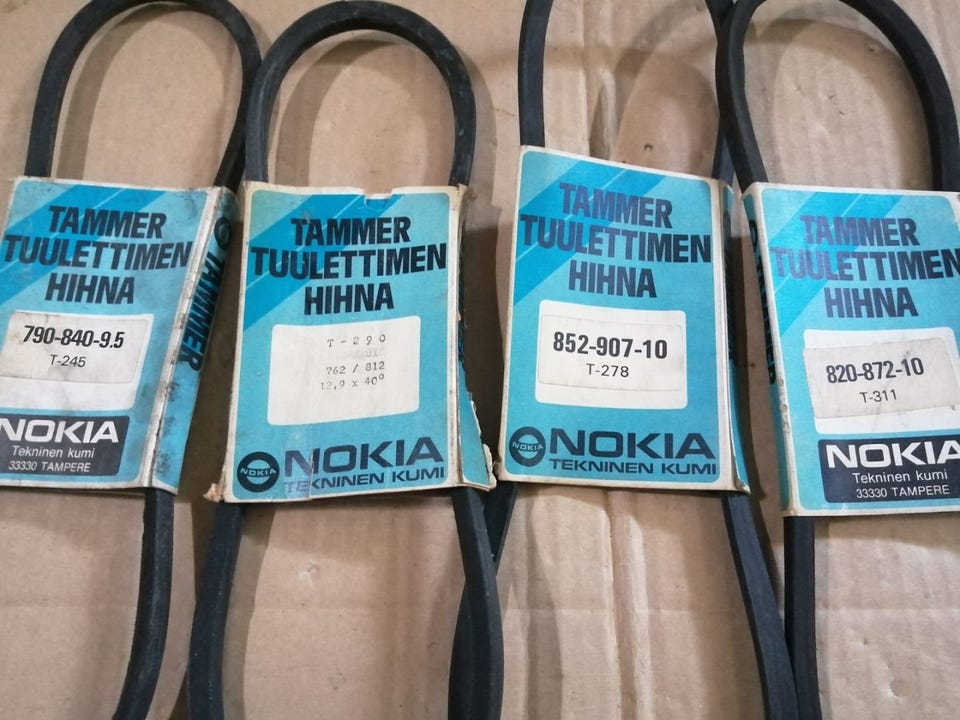 TAMMER
TUULETTIMEN
HIHNA
790-840-9.5
T-245
NOKIA
Tekninen kumi
33330 TAMPERE
TAMMER
TAMMER
TUULETTIMEN
HIHNA
T-290
762 / 812
12,9 x 40°
NOKIA
NOKIA
TEKNINEN KUMI
TAMMER
TUULETTIMEN
HIHNA
852-907-10
T-278
NOKIA
NOKIA
TEKNINEN KUMI
TAMMER
TUULETTIMEN
HIHNA
820-872-10
T-311
NOKIA
Tekninen kumi
33330 TAMPERE